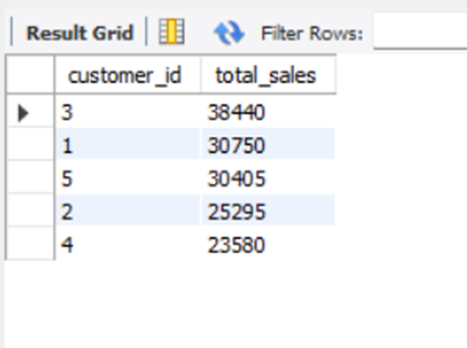 Result Grid Filter Rows:
customer_id total_sales
3 38440
1 30750
5 30405
2 25295
4 23580